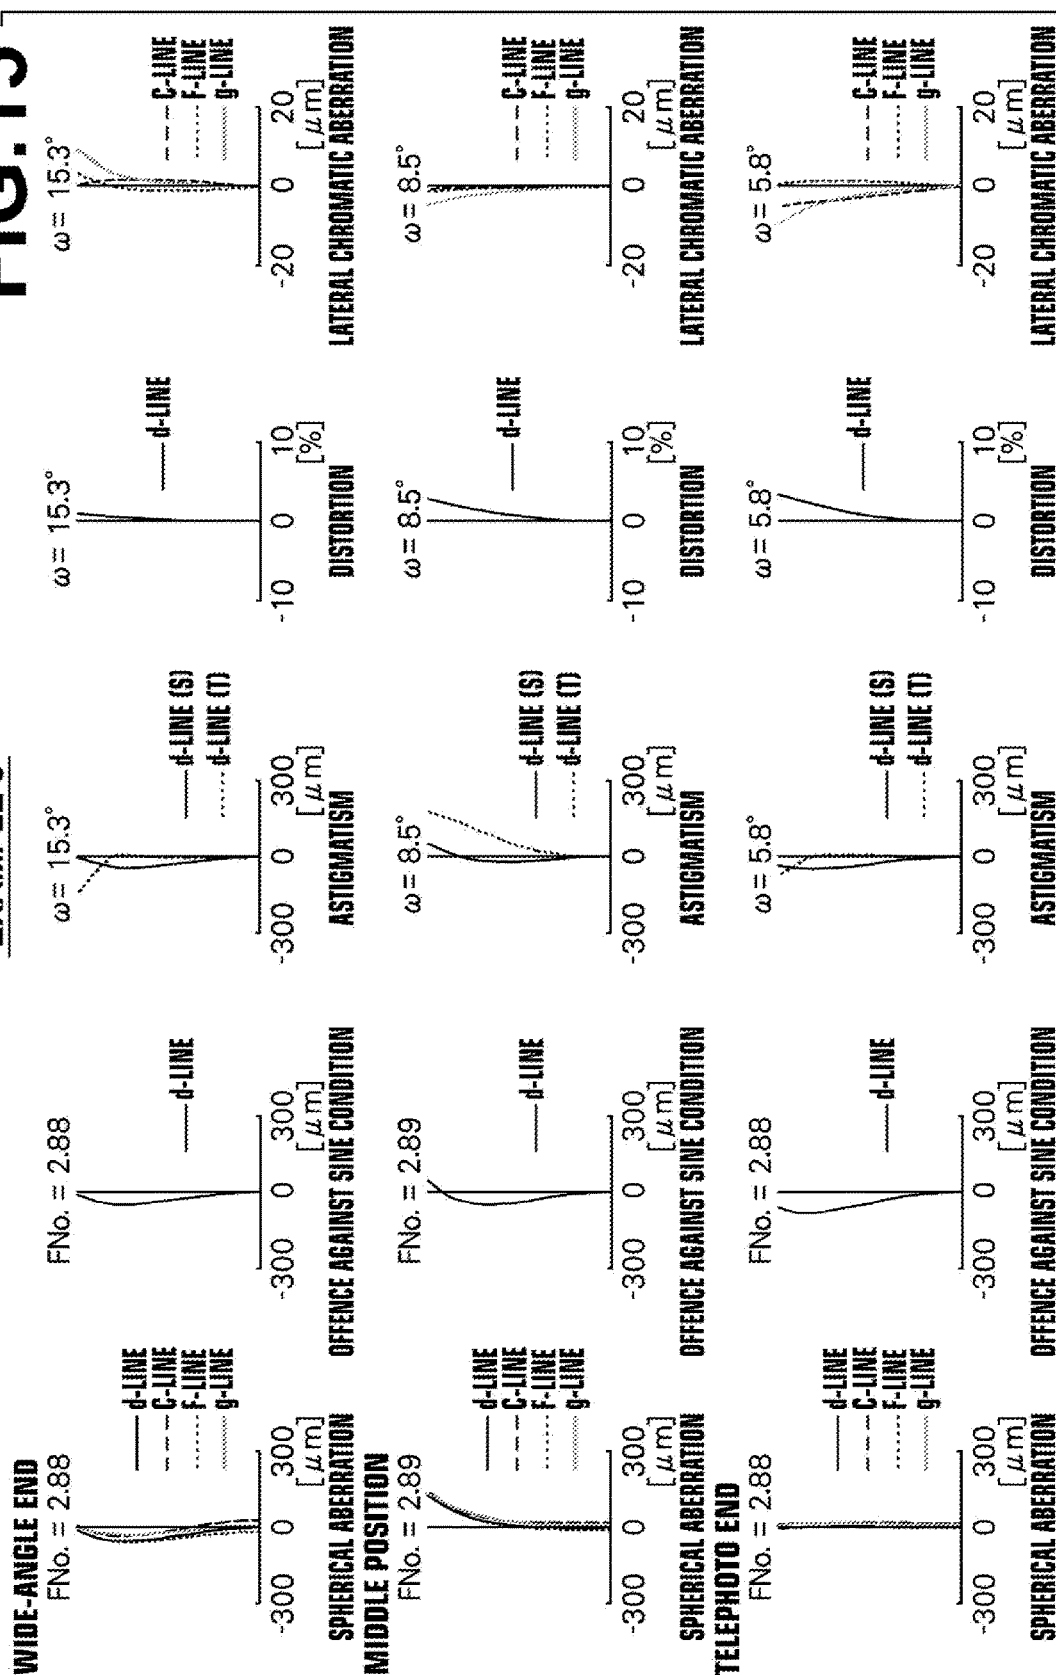 FIG. 15
WIDE-ANGLE END
FNo. = 2.88
d-LINE
C-LINE
F-LINE
g-LINE
-300 0 300
[μm]
SPHERICAL ABERRATION
FNo. = 2.88
d-LINE
-300 0 300
[μm]
OFFENCE AGAINST SINE CONDITION
ω = 15.3°
d-LINE (S)
d-LINE (T)
-300 0 300
[μm]
ASTIGMATISM
ω = 15.3°
d-LINE
-10 0 10
[%]
DISTORTION
ω = 15.3°
C-LINE
F-LINE
g-LINE
-20 0 20
[μm]
LATERAL CHROMATIC ABERRATION
MIDDLE POSITION
FNo. = 2.89
d-LINE
C-LINE
F-LINE
g-LINE
-300 0 300
[μm]
SPHERICAL ABERRATION
FNo. = 2.89
d-LINE
-300 0 300
[μm]
OFFENCE AGAINST SINE CONDITION
ω = 8.5°
d-LINE (S)
d-LINE (T)
-300 0 300
[μm]
ASTIGMATISM
ω = 8.5°
d-LINE
-10 0 10
[%]
DISTORTION
ω = 8.5°
C-LINE
F-LINE
g-LINE
-20 0 20
[μm]
LATERAL CHROMATIC ABERRATION
TELEPHOTO END
FNo. = 2.88
d-LINE
C-LINE
F-LINE
g-LINE
-300 0 300
[μm]
SPHERICAL ABERRATION
FNo. = 2.88
d-LINE
-300 0 300
[μm]
OFFENCE AGAINST SINE CONDITION
ω = 5.8°
d-LINE (S)
d-LINE (T)
-300 0 300
[μm]
ASTIGMATISM
ω = 5.8°
d-LINE
-10 0 10
[%]
DISTORTION
ω = 5.8°
C-LINE
F-LINE
g-LINE
-20 0 20
[μm]
LATERAL CHROMATIC ABERRATION